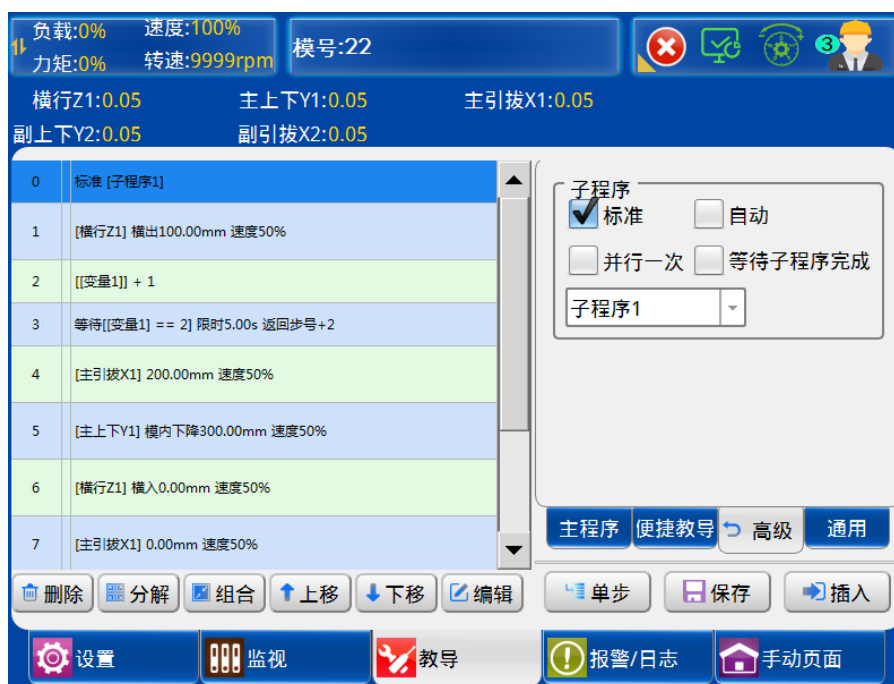 负载:0% 速度:100%
力矩:0% 转速:9999rpm
模号:22
3
横行Z1:0.05 主上下Y1:0.05 主引拔X1:0.05
副上下Y2:0.05 副引拔X2:0.05
0 标准 [子程序1]
1 [横行Z1] 横出100.00mm 速度50%
2 [[变量1]] + 1
3 等待[[变量1] == 2] 限时5.00s 返回步号+2
4 [主引拔X1] 200.00mm 速度50%
5 [主上下Y1] 模内下降300.00mm 速度50%
6 [横行Z1] 横入0.00mm 速度50%
7 [主引拔X1] 0.00mm 速度50%
子程序
标准 自动
并行一次 等待子程序完成
子程序1
主程序 便捷教导 高级 通用
删除 分解 组合 上移 下移 编辑 单步 保存 插入
设置 监视 教导 报警/日志 手动页面